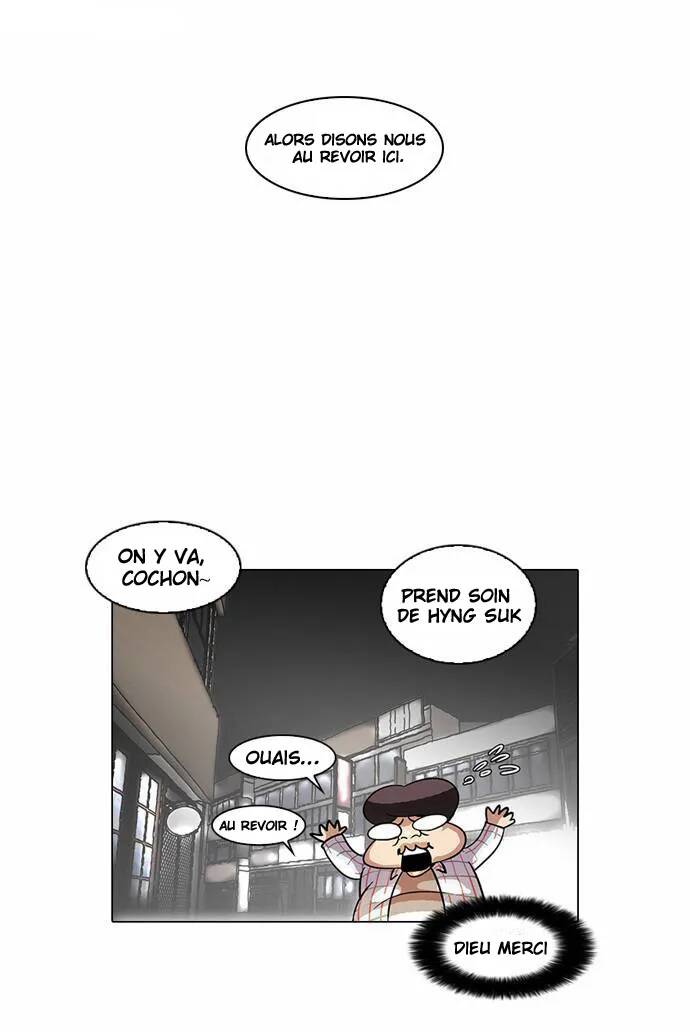 ALORS DISONS NOUS
AU REVOIR ICI.
ON Y VA,
COCHON~
PREND SOIN
DE HYNG SUK
OUAIS...
AU REVOIR !
DIEU MERCI